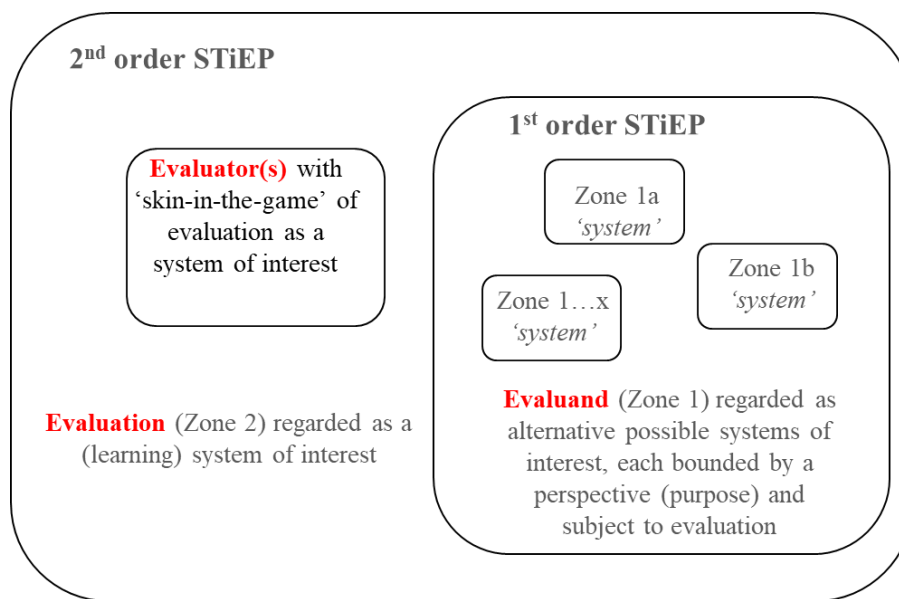 2nd order STiEP
1st order STiEP
Evaluator(s) with
‘skin-in-the-game’ of
evaluation as a
system of interest
Zone 1a
‘system’
Zone 1b
‘system’
Zone 1…x
‘system’
Evaluation (Zone 2) regarded as a
(learning) system of interest
Evaluand (Zone 1) regarded as
alternative possible systems of
interest, each bounded by a
perspective (purpose) and
subject to evaluation